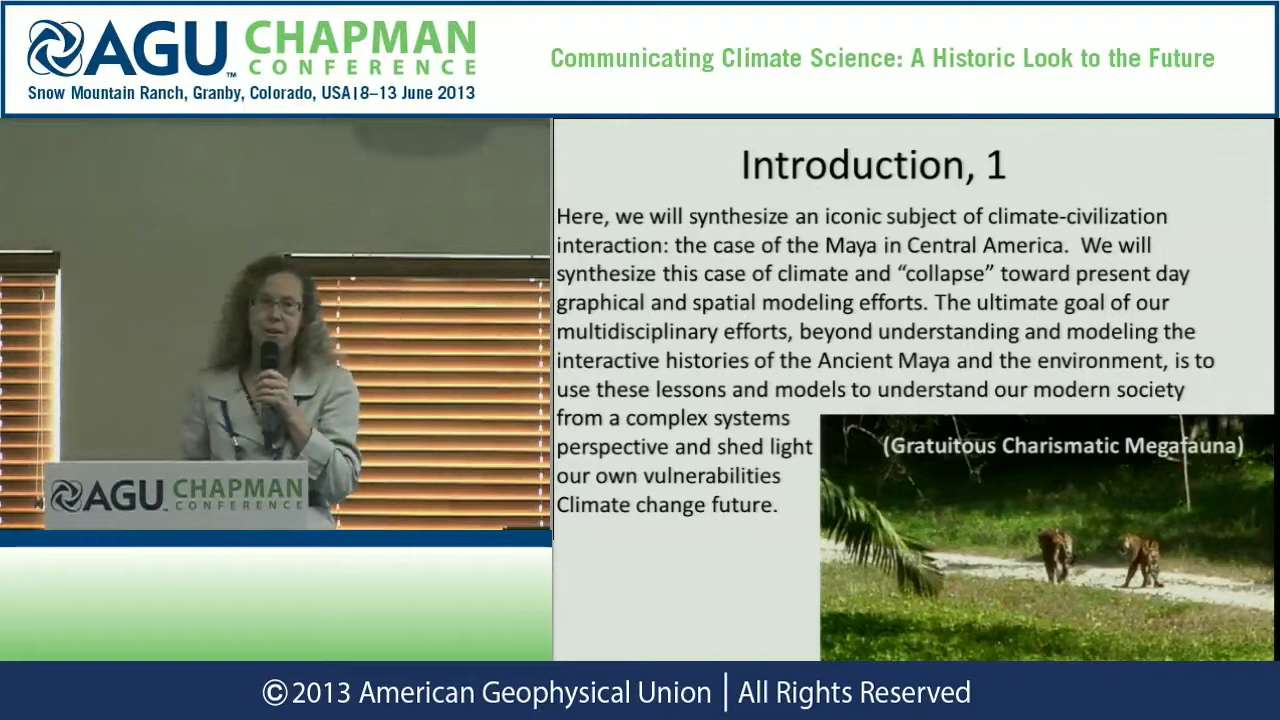 AGU CHAPMAN
™ CONFERENCE
Snow Mountain Ranch, Granby, Colorado, USA|8–13 June 2013
Communicating Climate Science: A Historic Look to the Future
Introduction, 1
Here, we will synthesize an iconic subject of climate-civilization
interaction: the case of the Maya in Central America.  We will
synthesize this case of climate and “collapse” toward present day
graphical and spatial modeling efforts. The ultimate goal of our
multidisciplinary efforts, beyond understanding and modeling the
interactive histories of the Ancient Maya and the environment, is to
use these lessons and models to understand our modern society
from a complex systems
perspective and shed light
our own vulnerabilities
Climate change future.
(Gratuitous Charismatic Megafauna)
AGU CHAPMAN
CONFERENCE
©2013 American Geophysical Union | All Rights Reserved